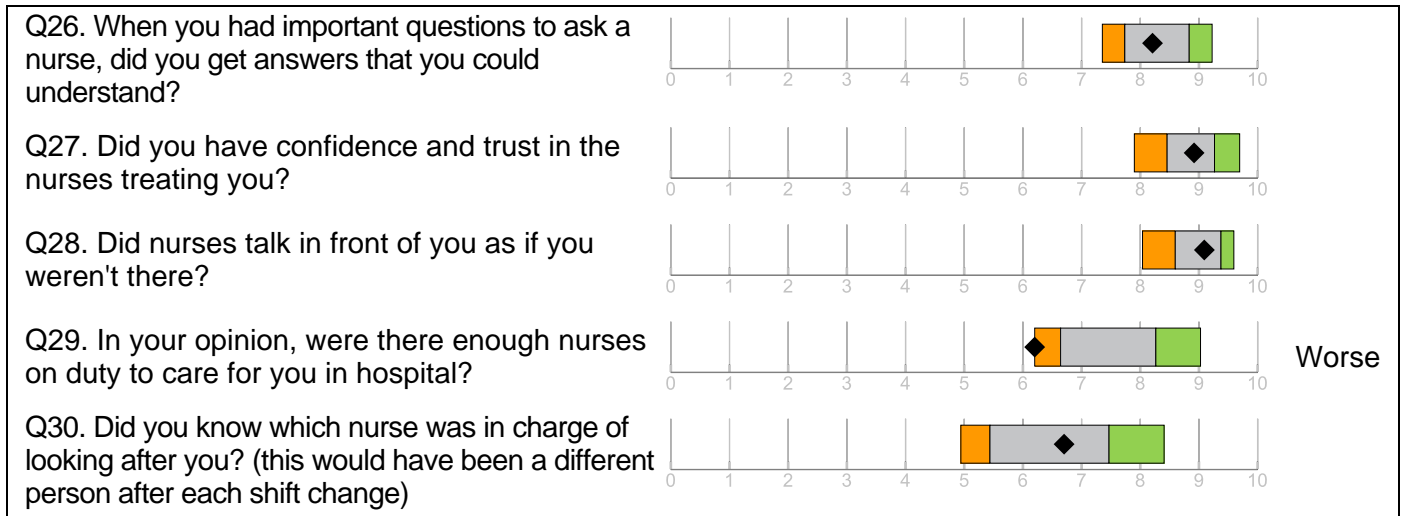 Q26. When you had important questions to ask a
nurse, did you get answers that you could
understand?
0 1 2 3 4 5 6 7 8 9 10
Q27. Did you have confidence and trust in the
nurses treating you?
0 1 2 3 4 5 6 7 8 9 10
Q28. Did nurses talk in front of you as if you
weren't there?
0 1 2 3 4 5 6 7 8 9 10
Q29. In your opinion, were there enough nurses
on duty to care for you in hospital?
0 1 2 3 4 5 6 7 8 9 10
Worse
Q30. Did you know which nurse was in charge of
looking after you? (this would have been a different
person after each shift change)
0 1 2 3 4 5 6 7 8 9 10